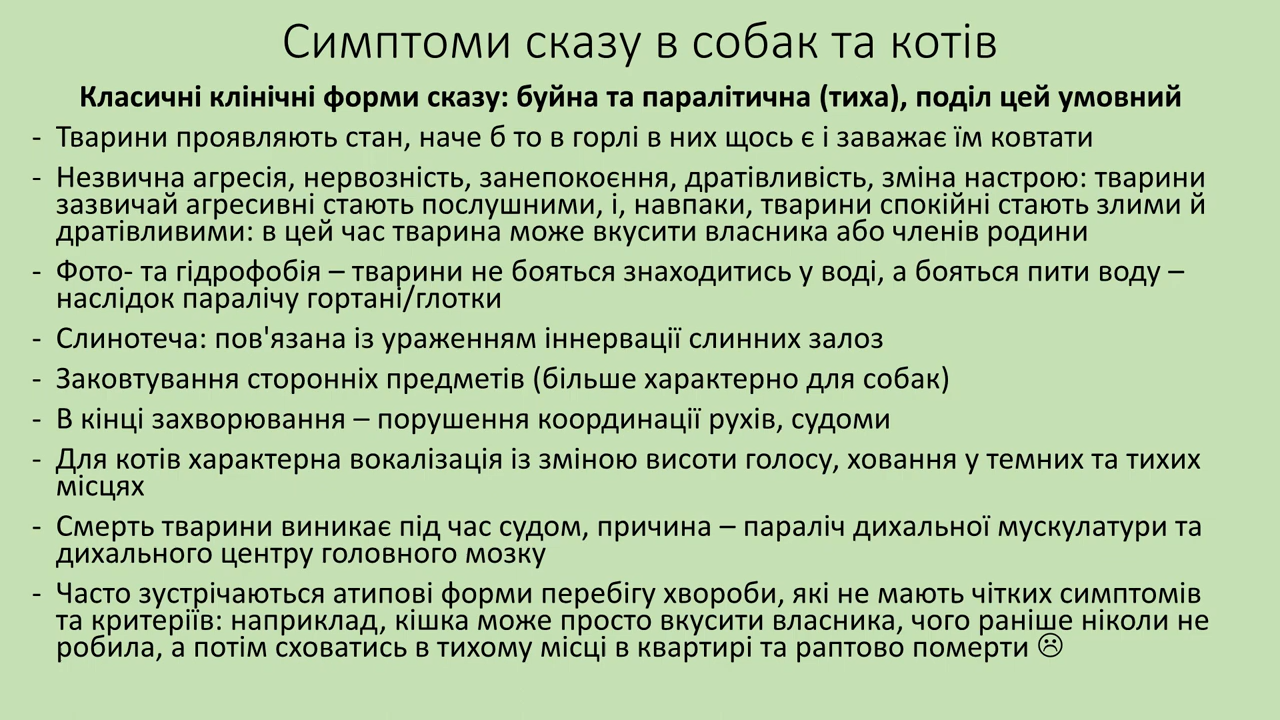 Симптоми сказу в собак та котів
Класичні клінічні форми сказу: буйна та паралітична (тиха), поділ цей умовний
- Тварини проявляють стан, наче б то в горлі в них щось є і заважає їм ковтати
- Незвична агресія, нервозність, занепокоєння, дратівливість, зміна настрою: тварини
зазвичай агресивні стають послушними, і, навпаки, тварини спокійні стають злими й
дратівливими: в цей час тварина може вкусити власника або членів родини
- Фото- та гідрофобія – тварини не бояться знаходитись у воді, а бояться пити воду –
наслідок паралічу гортані/глотки
- Слинотеча: пов'язана із ураженням іннервації слинних залоз
- Заковтування сторонніх предметів (більше характерно для собак)
- В кінці захворювання – порушення координації рухів, судоми
- Для котів характерна вокалізація із зміною висоти голосу, ховання у темних та тихих
місцях
- Смерть тварини виникає під час судом, причина – параліч дихальної мускулатури та
дихального центру головного мозку
- Часто зустрічаються атипові форми перебігу хвороби, які не мають чітких симптомів
та критеріїв: наприклад, кішка може просто вкусити власника, чого раніше ніколи не
робила, а потім сховатись в тихому місці в квартирі та раптово померти ☹